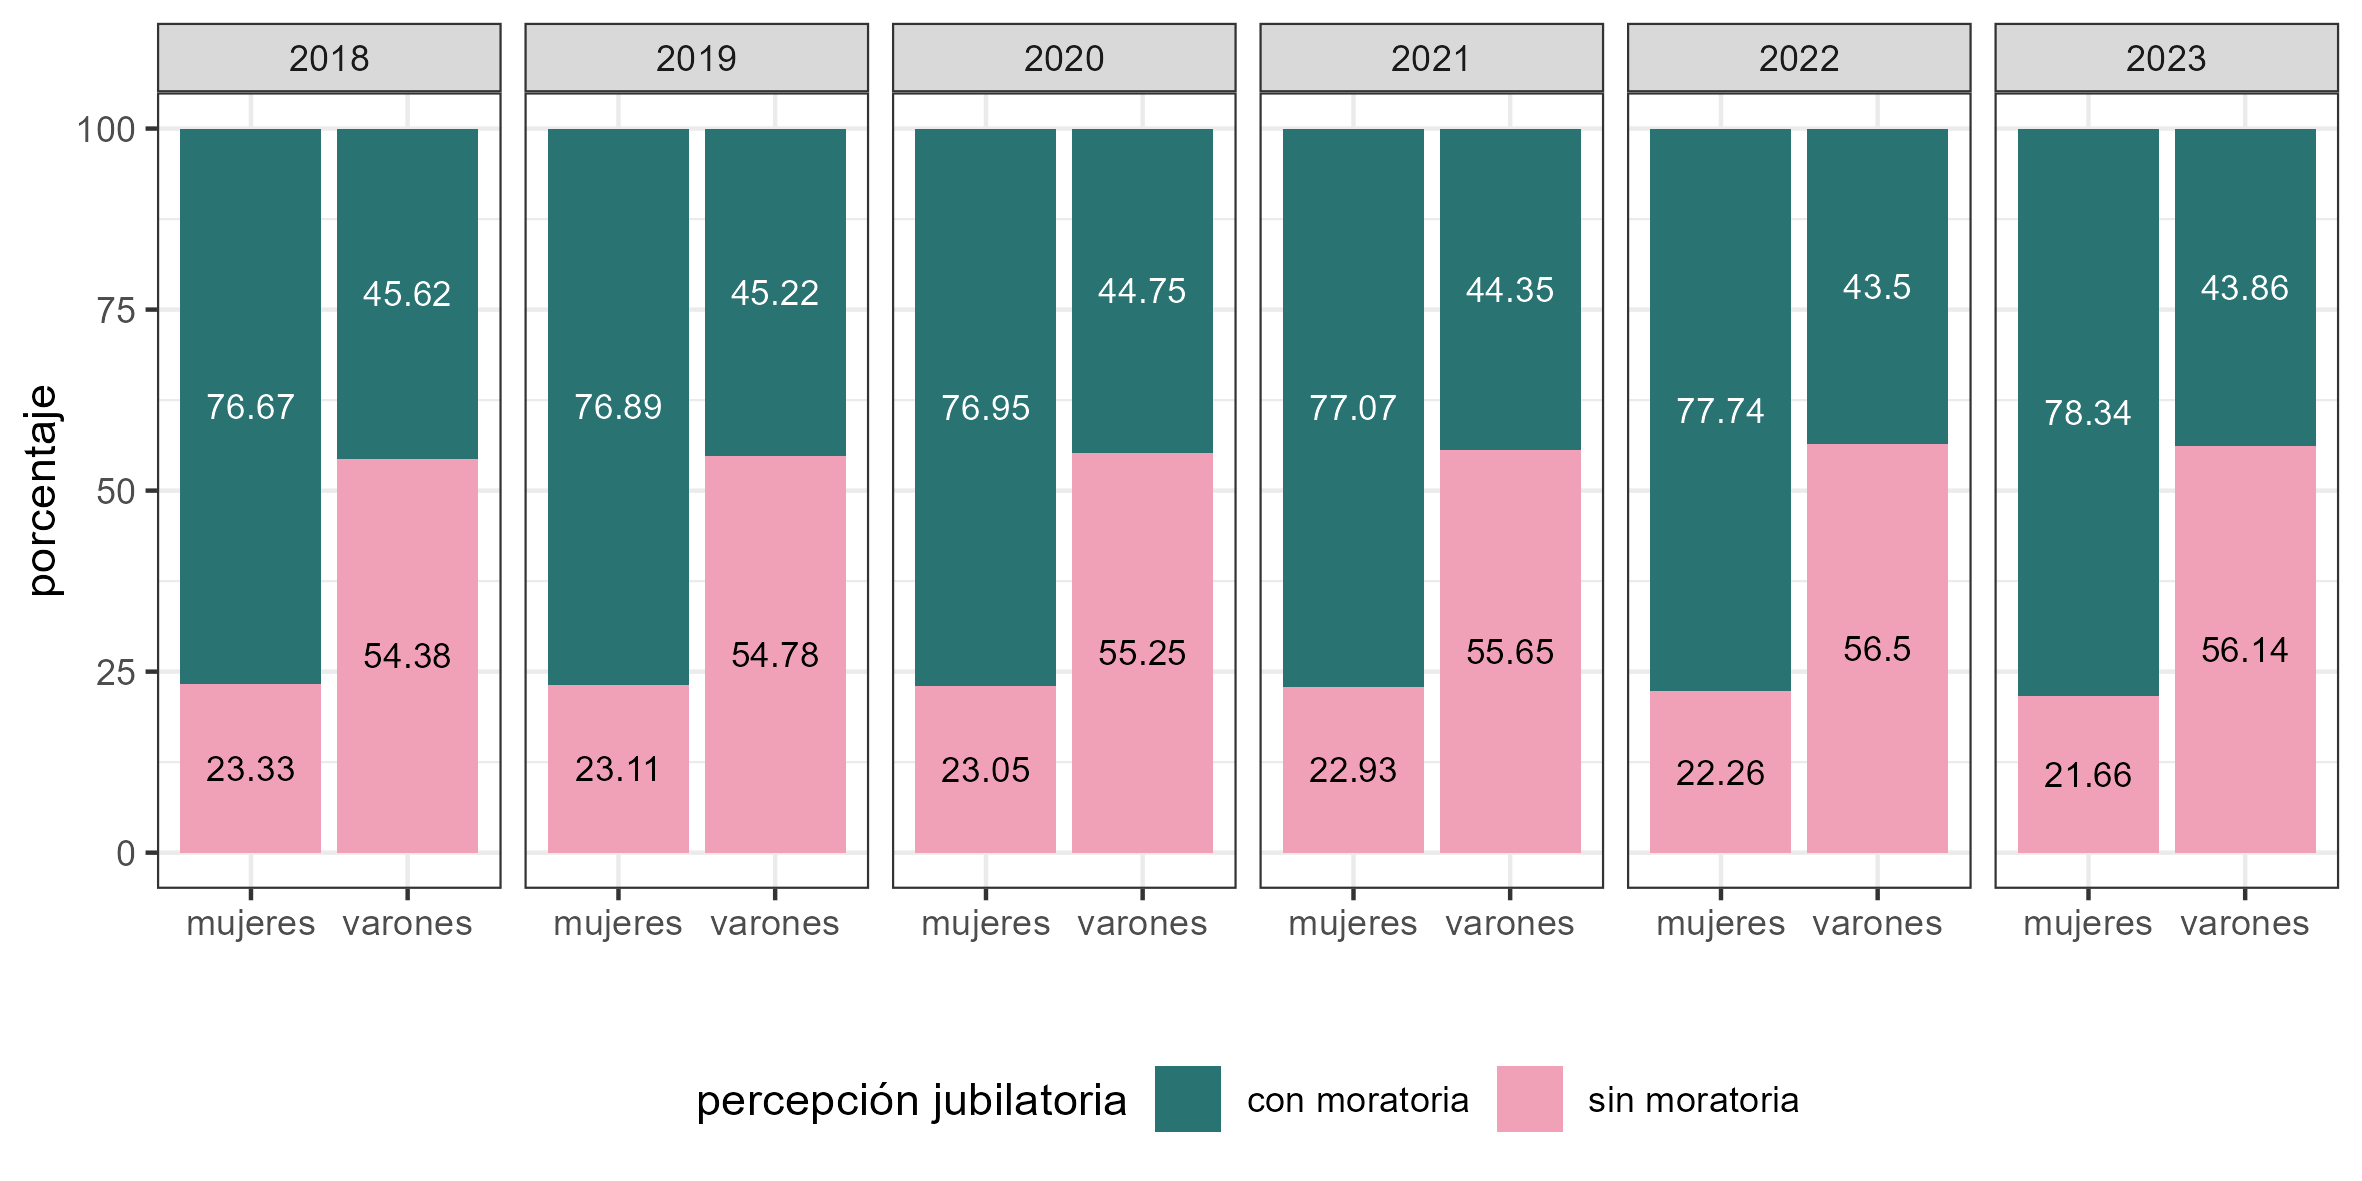 2018 2019 2020 2021 2022 2023
100
45.62 45.22 44.75 44.35 43.5 43.86
75
76.67 76.89 76.95 77.07 77.74 78.34
porcentaje
50
54.38 54.78 55.25 55.65 56.5 56.14
25
23.33 23.11 23.05 22.93 22.26 21.66
0
mujeres varones mujeres varones mujeres varones mujeres varones mujeres varones mujeres varones
percepción jubilatoria con moratoria sin moratoria